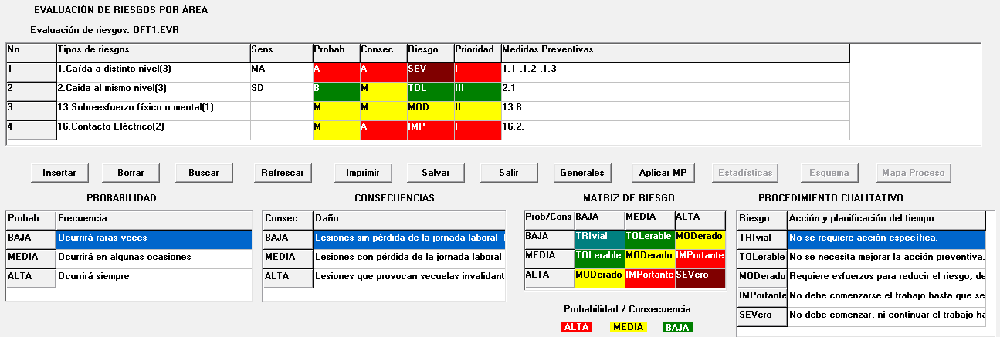 EVALUACIÓN DE RIESGOS POR ÁREA
Evaluación de riesgos: OFT1.EVR
No Tipos de riesgos Sens Probab. Consec Riesgo Prioridad Medidas Preventivas
1 1.Caída a distinto nivel(3) MA A A SEV I 1.1 ,1.2 ,1.3
2 2.Caida al mismo nivel(3) SD B M TOL III 2.1
3 13.Sobreesfuerzo físico o mental(1) M M MOD II 13.8.
4 16.Contacto Eléctrico(2) M A IMP I 16.2.
Insertar Borrar Buscar Refrescar Imprimir Salvar Salir Generales Aplicar MP Estadísticas Esquema Mapa Proceso
PROBABILIDAD
Probab. Frecuencia
BAJA Ocurrirá raras veces
MEDIA Ocurrirá en algunas ocasiones
ALTA Ocurrirá siempre
CONSECUENCIAS
Consec. Daño
BAJA Lesiones sin pérdida de la jornada laboral
MEDIA Lesiones con pérdida de la jornada laboral
ALTA Lesiones que provocan secuelas invalidant
MATRIZ DE RIESGO
Prob/Cons BAJA MEDIA ALTA
BAJA TRIvial TOLerable MODerado
MEDIA TOLerable MODerado IMPortante
ALTA MODerado IMPortante SEVero
Probabilidad / Consecuencia
ALTA MEDIA BAJA
PROCEDIMIENTO CUALITATIVO
Riesgo Acción y planificación del tiempo
TRIvial No se requiere acción específica.
TOLerable No se necesita mejorar la acción preventiva.
MODerado Requiere esfuerzos para reducir el riesgo, de
IMPortante No debe comenzarse el trabajo hasta que se
SEVero No debe comenzar, ni continuar el trabajo ha